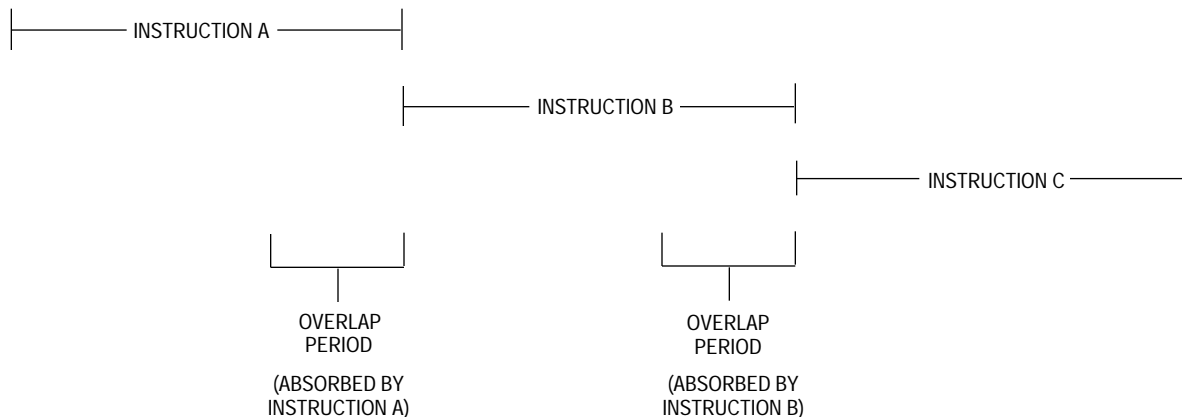 INSTRUCTION A
INSTRUCTION B
INSTRUCTION C
OVERLAP
PERIOD
(ABSORBED BY
INSTRUCTION A)
OVERLAP
PERIOD
(ABSORBED BY
INSTRUCTION B)